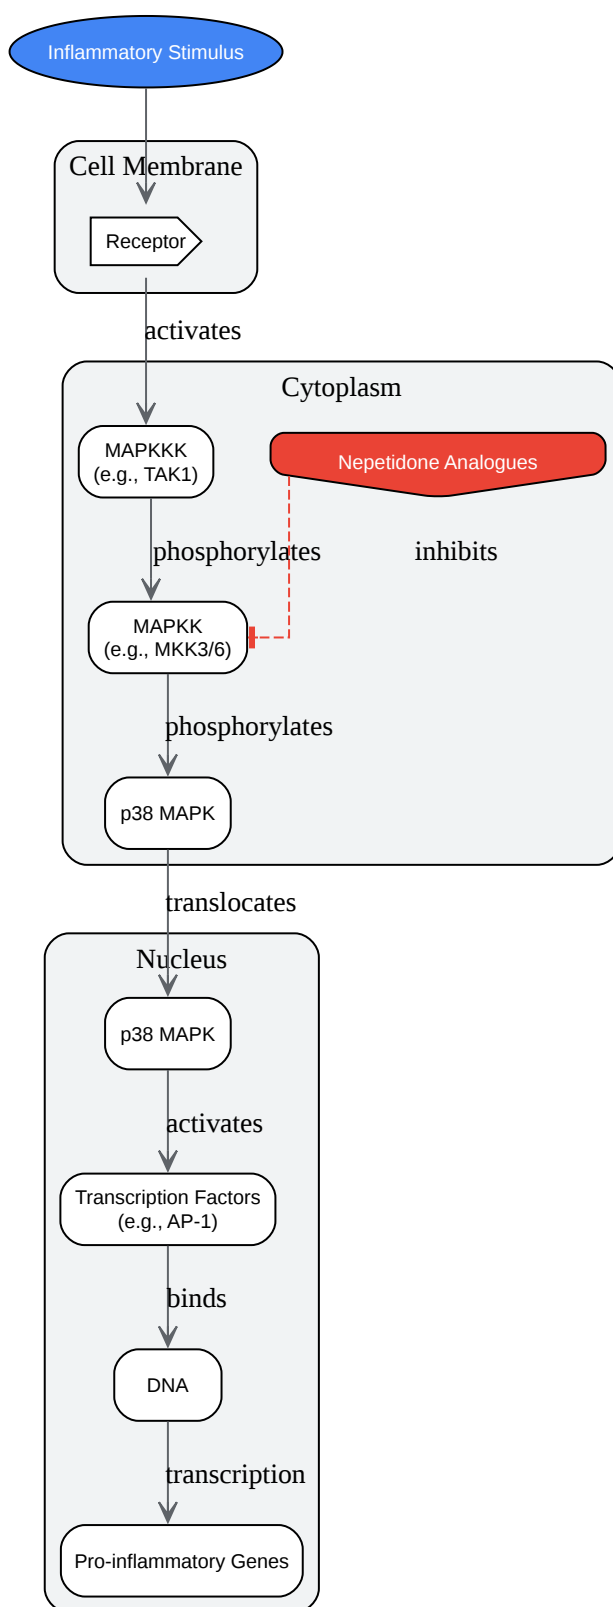 Inflammatory Stimulus
Cell Membrane
Receptor
activates
Cytoplasm
MAPKKK
(e.g., TAK1)
Nepetidone Analogues
phosphorylates
inhibits
MAPKK
(e.g., MKK3/6)
phosphorylates
p38 MAPK
translocates
Nucleus
p38 MAPK
activates
Transcription Factors
(e.g., AP-1)
binds
DNA
transcription
Pro-inflammatory Genes